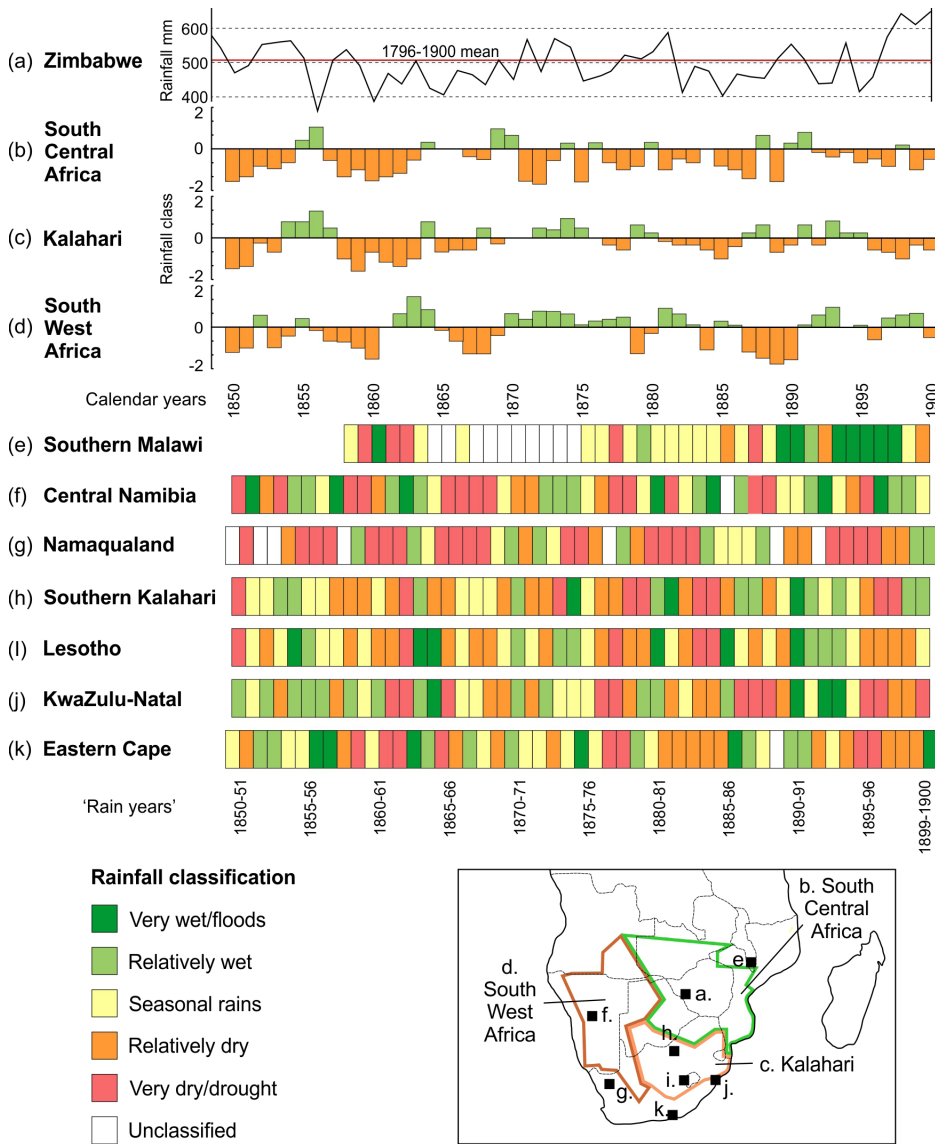 (a) Zimbabwe
Rainfall mm
600
500
400
1796-1900 mean
(b) South
Central
Africa
2
0
-2
(c) Kalahari
Rainfall class
2
0
-2
(d) South
West
Africa
2
0
-2
Calendar years
1850 1855 1860 1865 1870 1875 1880 1885 1890 1895 1900
(e) Southern Malawi
(f) Central Namibia
(g) Namaqualand
(h) Southern Kalahari
(I) Lesotho
(j) KwaZulu-Natal
(k) Eastern Cape
‘Rain years’
1850-51 1855-56 1860-61 1865-66 1870-71 1875-76 1880-81 1885-86 1890-91 1895-96 1899-1900
Rainfall classification
Very wet/floods
Relatively wet
Seasonal rains
Relatively dry
Very dry/drought
Unclassified
b. South
Central
Africa
e.
d.
South
West
Africa
a.
f.
h.
c. Kalahari
g.
i.
j.
k.